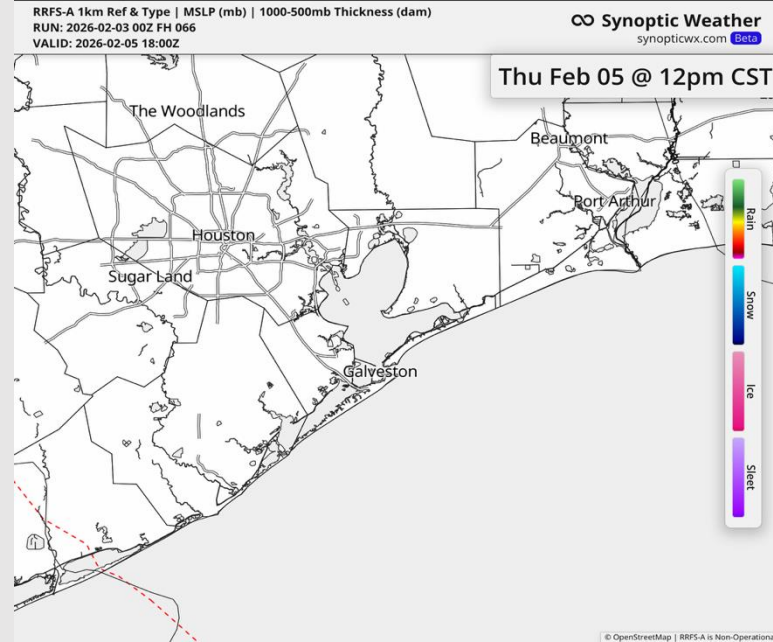 RRFS-A 1km Ref & Type | MSLP (mb) | 1000-500mb Thickness (dam)
RUN: 2026-02-03 00Z FH 066
VALID: 2026-02-05 18:00Z
Synoptic Weather
synopticwx.com Beta
Thu Feb 05 @ 12pm CST
The Woodlands
Beaumont
Port Arthur
Houston
Sugar Land
Galveston
Rain
Snow
Ice
Sleet
© OpenStreetMap | RRFS-A is Non-Operationa